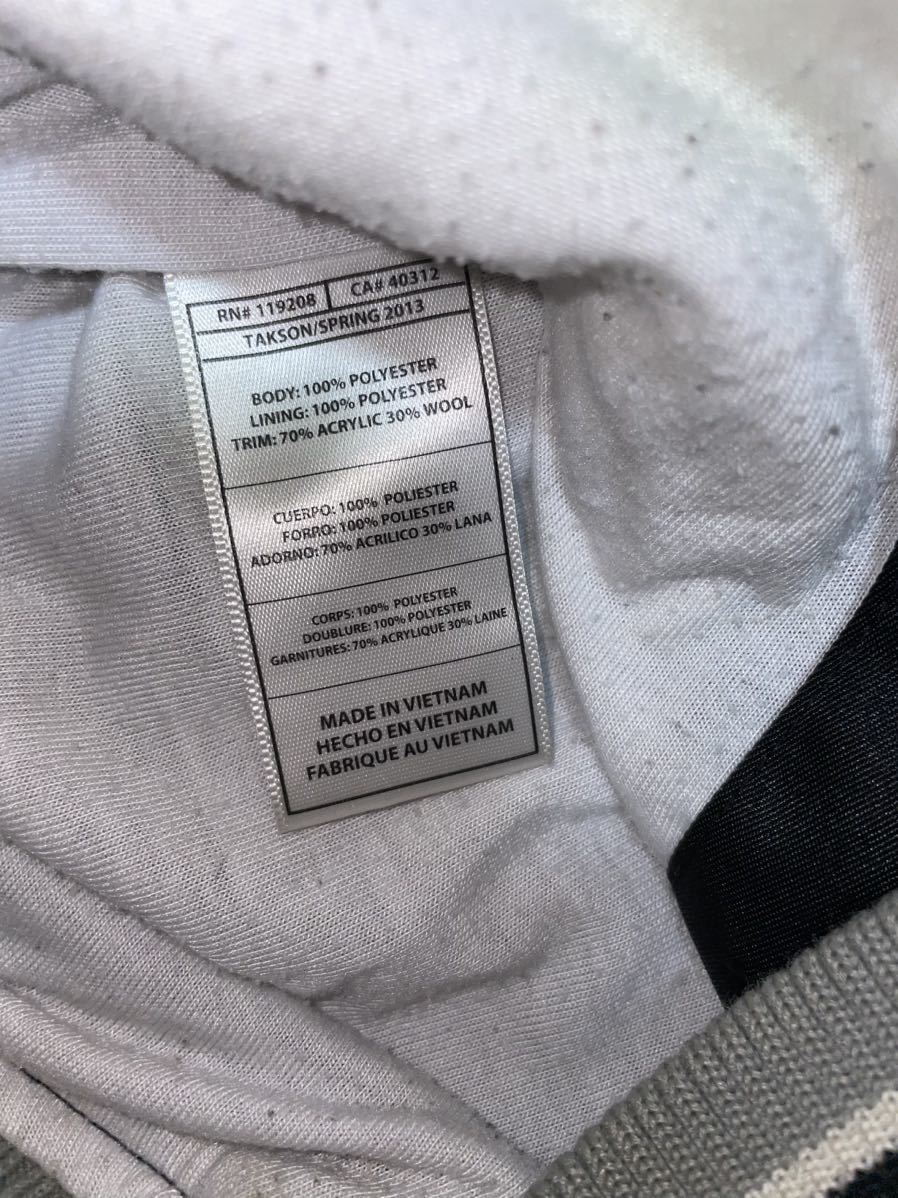 RN# 119208 CA# 40312
TAKSON/SPRING 2013
BODY: 100% POLYESTER
LINING: 100% POLYESTER
TRIM: 70% ACRYLIC 30% WOOL
CUERPO: 100% POLIESTER
FORPO: 100% POLIESTER
ADORNO: 70% ACRILICO 30% LANA
CORPS: 100% POLYESTER
DOUBLURE: 100% POLYESTER
GARNITURES: 70% ACRYLIQUE 30% LAINE
MADE IN VIETNAM
HECHO EN VIETNAM
FABRIQUE AU VIETNAM